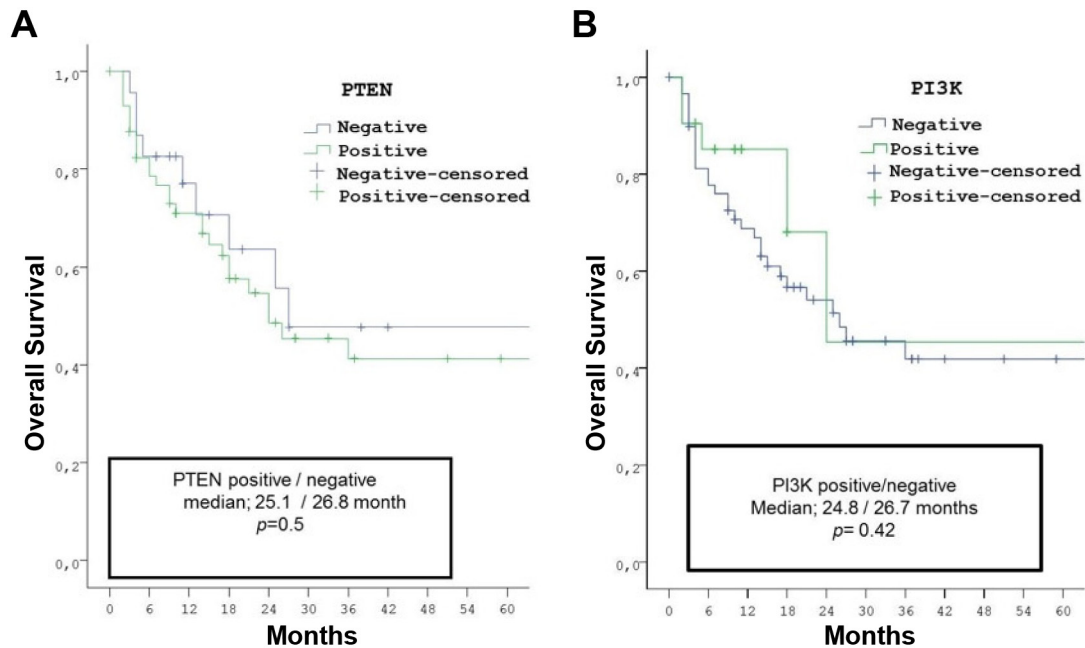 A
PTEN
Negative
Positive
Negative-censored
Positive-censored
1,0
0,8
0,6
0,4
0,2
0,0
Overall Survival
PTEN positive / negative
median; 25.1 / 26.8 month
p=0.5
0 6 12 18 24 30 36 42 48 54 60
Months
B
PI3K
Negative
Positive
Negative-censored
Positive-censored
1,0
0,8
0,6
0,4
0,2
0,0
Overall Survival
PI3K positive/negative
Median; 24.8 / 26.7 months
p= 0.42
0 6 12 18 24 30 36 42 48 54 60
Months